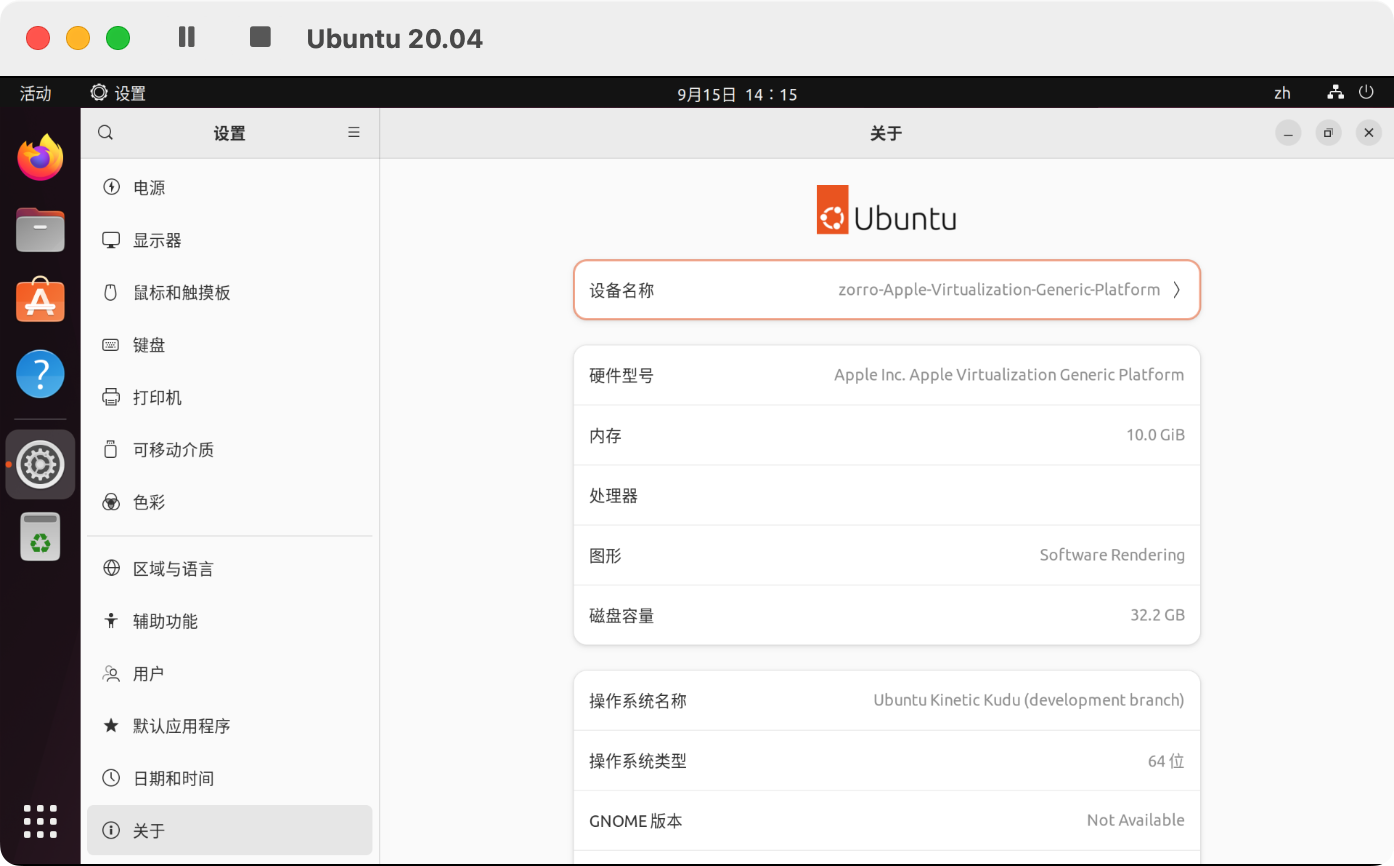 Ubuntu 20.04
活动
设置
9月15日 14：15
zh
设置
关于
电源
显示器
鼠标和触摸板
键盘
打印机
可移动介质
色彩
区域与语言
辅助功能
用户
默认应用程序
日期和时间
关于
Ubuntu
设备名称 zorro-Apple-Virtualization-Generic-Platform
硬件型号 Apple Inc. Apple Virtualization Generic Platform
内存 10.0 GiB
处理器
图形 Software Rendering
磁盘容量 32.2 GB
操作系统名称 Ubuntu Kinetic Kudu (development branch)
操作系统类型 64 位
GNOME 版本 Not Available